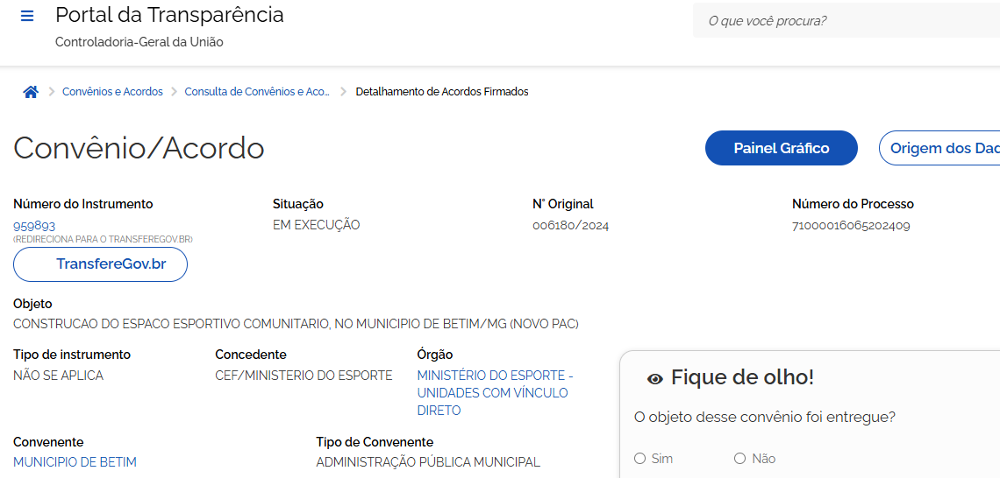 Portal da Transparência
Controladoria-Geral da União
O que você procura?
Convênios e Acordos
Consulta de Convênios e Aco...
Detalhamento de Acordos Firmados
Convênio/Acordo
Painel Gráfico
Origem dos Dad
Número do Instrumento
959893
(REDIRECIONA PARA O TRANSFEREGOV.BR)
TransfereGov.br
Situação
EM EXECUÇÃO
N° Original
006180/2024
Número do Processo
71000016065202409
Objeto
CONSTRUCAO DO ESPACO ESPORTIVO COMUNITARIO, NO MUNICIPIO DE BETIM/MG (NOVO PAC)
Tipo de instrumento
NÃO SE APLICA
Concedente
CEF/MINISTERIO DO ESPORTE
Órgão
MINISTÉRIO DO ESPORTE -
UNIDADES COM VÍNCULO
DIRETO
Convenente
MUNICIPIO DE BETIM
Tipo de Convenente
ADMINISTRAÇÃO PÚBLICA MUNICIPAL
Fique de olho!
O objeto desse convênio foi entregue?
Sim
Não